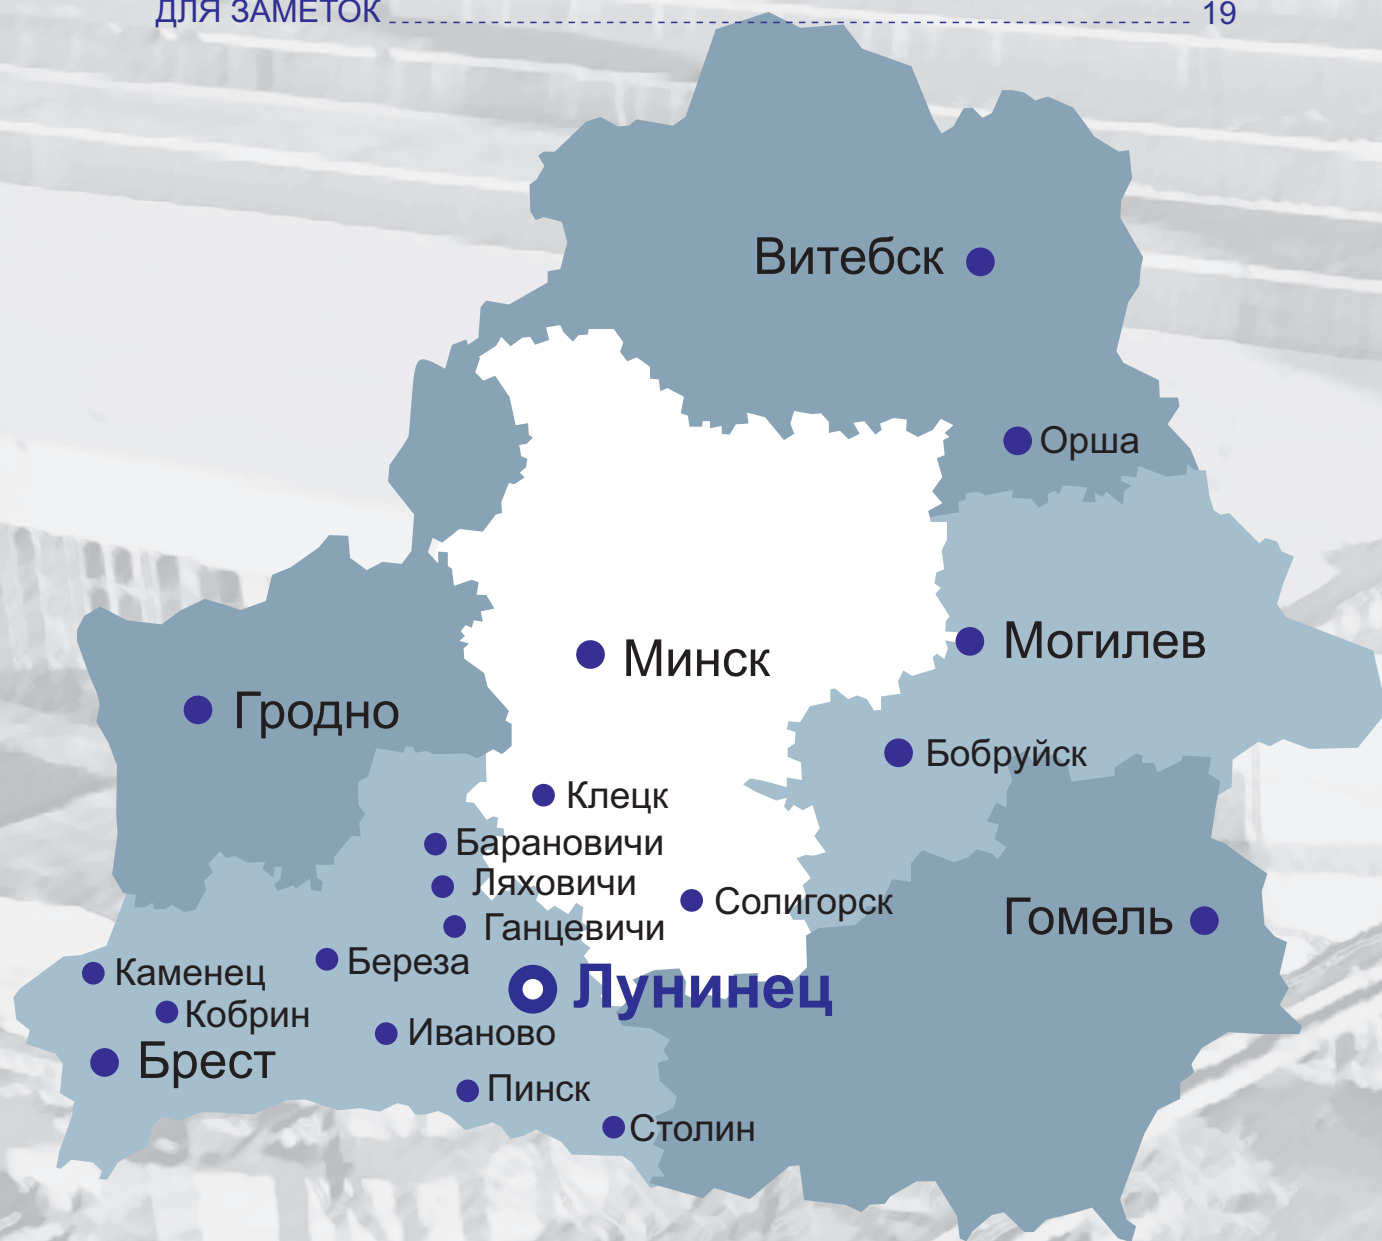 ДЛЯ ЗАМЕТОК 19
Витебск
Орша
Могилев
Минск
Гродно
Бобруйск
Клецк
Барановичи
Ляховичи
Солигорск
Ганцевичи
Гомель
Береза
Каменец
Лунинец
Кобрин
Иваново
Брест
Пинск
Столин